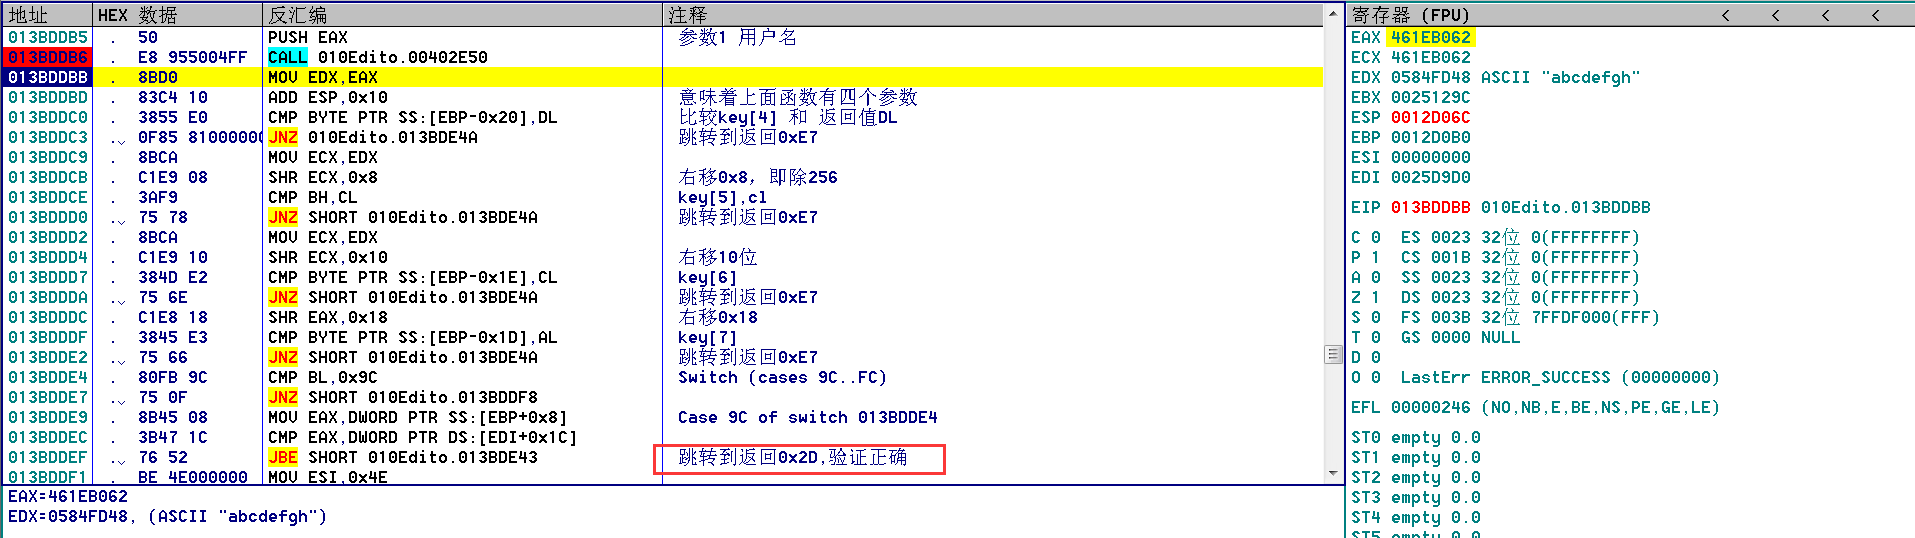 地址 HEX 数据 反汇编 注释
013BDDB5 . 50 PUSH EAX 参数1 用户名
013BDDB6 . E8 955004FF CALL 010Edito.00402E50
013BDDBB . 8BD0 MOV EDX,EAX
013BDDBD . 83C4 10 ADD ESP,0x10 意味着上面函数有四个参数
013BDDC0 . 3855 E0 CMP BYTE PTR SS:[EBP-0x20],DL 比较key[4] 和 返回值DL
013BDDC3 .ˬ 0F85 81000000 JNZ 010Edito.013BDE4A 跳转到返回0xE7
013BDDC9 . 8BCA MOV ECX,EDX
013BDDCB . C1E9 08 SHR ECX,0x8 右移0x8，即除256
013BDDCE . 3AF9 CMP BH,CL key[5],cl
013BDDD0 .ˬ 75 78 JNZ SHORT 010Edito.013BDE4A 跳转到返回0xE7
013BDDD2 . 8BCA MOV ECX,EDX
013BDDD4 . C1E9 10 SHR ECX,0x10 右移10位
013BDDD7 . 384D E2 CMP BYTE PTR SS:[EBP-0x1E],CL key[6]
013BDDDA .ˬ 75 6E JNZ SHORT 010Edito.013BDE4A 跳转到返回0xE7
013BDDDC . C1E8 18 SHR EAX,0x18 右移0x18
013BDDDF . 3845 E3 CMP BYTE PTR SS:[EBP-0x1D],AL key[7]
013BDDE2 .ˬ 75 66 JNZ SHORT 010Edito.013BDE4A 跳转到返回0xE7
013BDDE4 . 80FB 9C CMP BL,0x9C Switch (cases 9C..FC)
013BDDE7 .ˬ 75 0F JNZ SHORT 010Edito.013BDDF8
013BDDE9 . 8B45 08 MOV EAX,DWORD PTR SS:[EBP+0x8] Case 9C of switch 013BDDE4
013BDDEC . 3B47 1C CMP EAX,DWORD PTR DS:[EDI+0x1C]
013BDDEF .ˬ 76 52 JBE SHORT 010Edito.013BDE43 跳转到返回0x2D,验证正确
013BDDF1 . BE 4E000000 MOV ESI,0x4E
EAX=461EB062
EDX=0584FD48, (ASCII "abcdefgh")
寄存器 (FPU) < < < <
EAX 461EB062
ECX 461EB062
EDX 0584FD48 ASCII "abcdefgh"
EBX 0025129C
ESP 0012D06C
EBP 0012D0B0
ESI 00000000
EDI 0025D9D0
EIP 013BDDBB 010Edito.013BDDBB
C 0 ES 0023 32位 0(FFFFFFFF)
P 1 CS 001B 32位 0(FFFFFFFF)
A 0 SS 0023 32位 0(FFFFFFFF)
Z 1 DS 0023 32位 0(FFFFFFFF)
S 0 FS 003B 32位 7FFDF000(FFF)
T 0 GS 0000 NULL
D 0
O 0 LastErr ERROR_SUCCESS (00000000)
EFL 00000246 (NO,NB,E,BE,NS,PE,GE,LE)
ST0 empty 0.0
ST1 empty 0.0
ST2 empty 0.0
ST3 empty 0.0
ST4 empty 0.0
ST5 empty 0.0